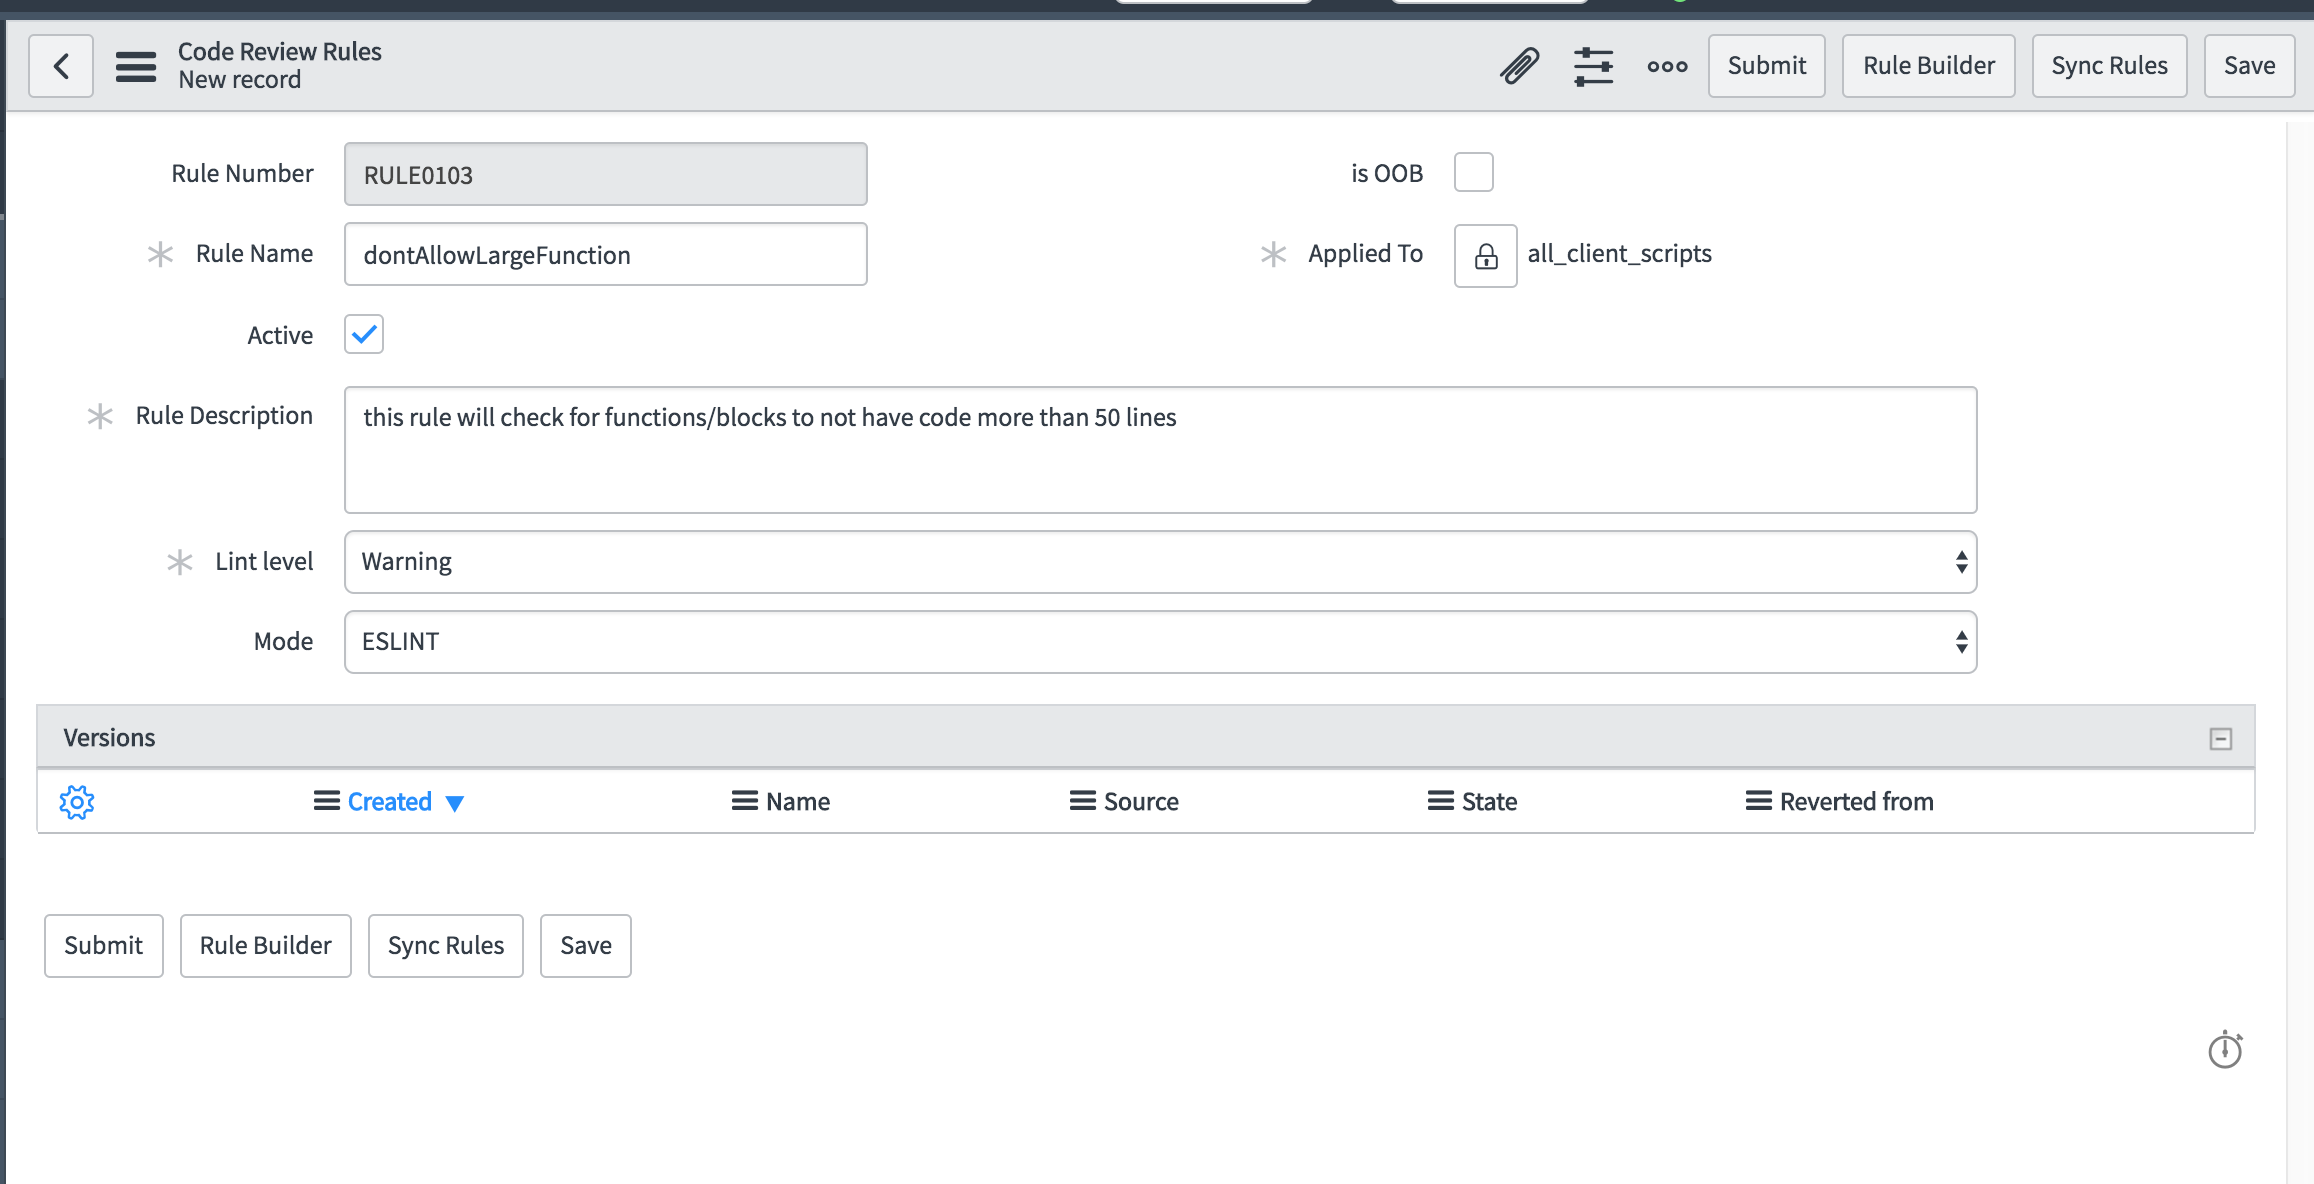 Code Review Rules
New record
Submit
Rule Builder
Sync Rules
Save
Rule Number
RULE0103
is OOB
Rule Name
dontAllowLargeFunction
Applied To
all_client_scripts
Active
Rule Description
this rule will check for functions/blocks to not have code more than 50 lines
Lint level
Warning
Mode
ESLINT
Versions
Created
Name
Source
State
Reverted from
Submit
Rule Builder
Sync Rules
Save